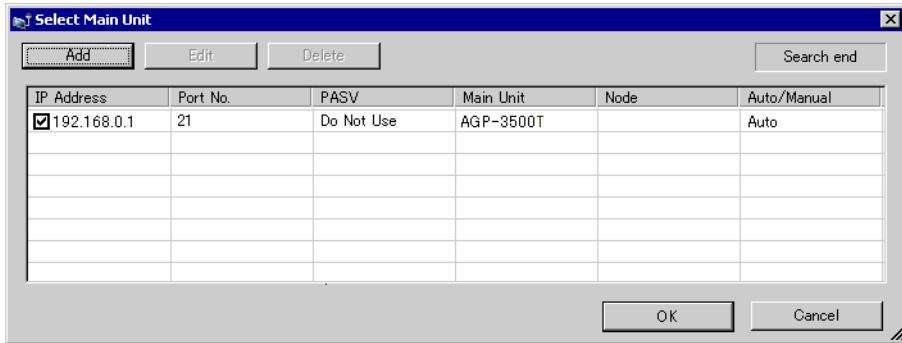 Select Main Unit
Add Edit Delete Search end
IP Address Port No. PASV Main Unit Node Auto/Manual
192.168.0.1 21 Do Not Use AGP-3500T Auto
OK Cancel